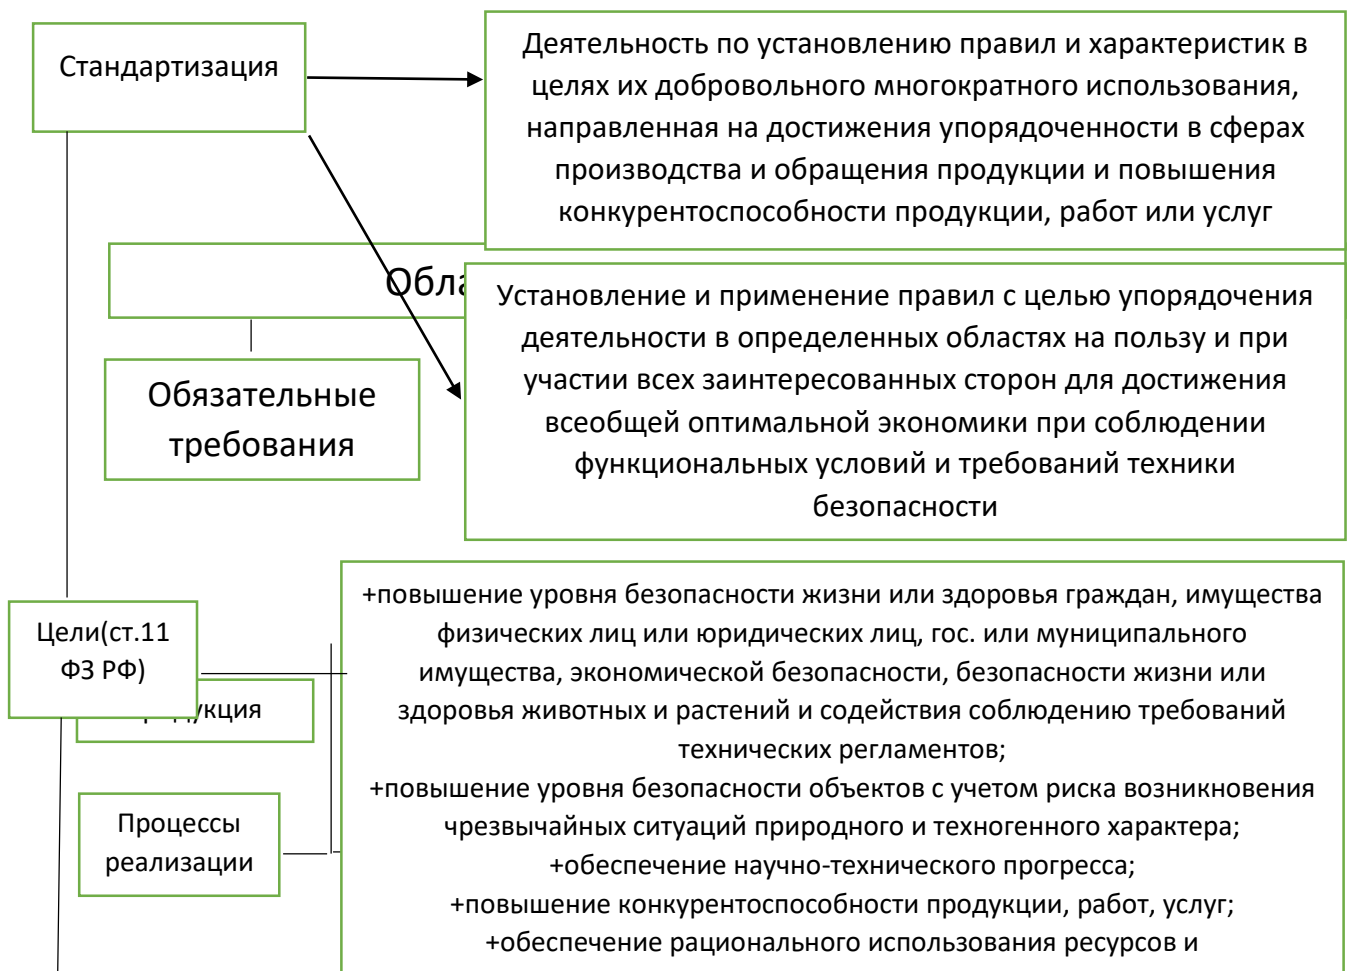 Стандартизация
Деятельность по установлению правил и характеристик в
целях их добровольного многократного использования,
направленная на достижения упорядоченности в сферах
производства и обращения продукции и повышения
конкурентоспособности продукции, работ или услуг
Установление и применение правил с целью упорядочения
деятельности в определенных областях на пользу и при
участии всех заинтересованных сторон для достижения
всеобщей оптимальной экономики при соблюдении
функциональных условий и требований техники
безопасности
Обязательные
требования
Цели(ст.11
ФЗ РФ)
+повышение уровня безопасности жизни или здоровья граждан, имущества
физических лиц или юридических лиц, гос. или муниципального
имущества, экономической безопасности, безопасности жизни или
здоровья животных и растений и содействия соблюдению требований
технических регламентов;
+повышение уровня безопасности объектов с учетом риска возникновения
чрезвычайных ситуаций природного и техногенного характера;
+обеспечение научно-технического прогресса;
+повышение конкурентоспособности продукции, работ, услуг;
+обеспечение рационального использования ресурсов и
Процессы
реализации